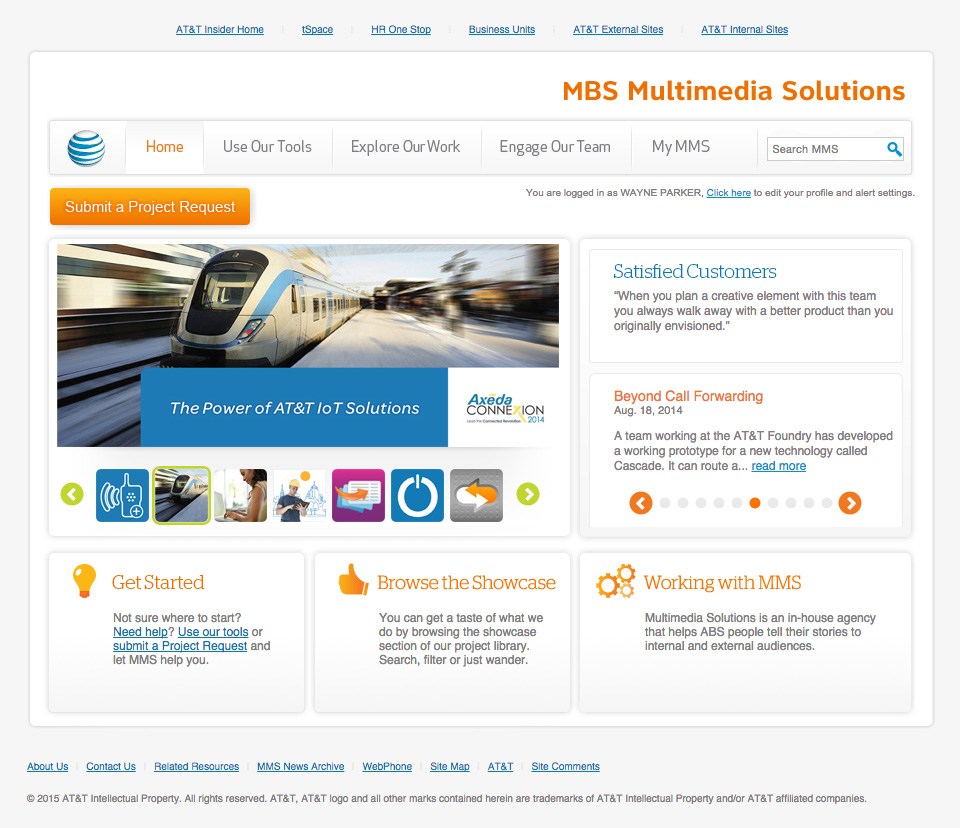 AT&T Insider Home tSpace HR One Stop Business Units AT&T External Sites AT&T Internal Sites
MBS Multimedia Solutions
Home Use Our Tools Explore Our Work Engage Our Team My MMS Search MMS
You are logged in as WAYNE PARKER, Click here to edit your profile and alert settings.
Submit a Project Request
The Power of AT&T IoT Solutions
Axeda
CONNEXION
2014
Satisfied Customers
“When you plan a creative element with this team
you always walk away with a better product than you
originally envisioned.”
Beyond Call Forwarding
Aug. 18, 2014
A team working at the AT&T Foundry has developed
a working prototype for a new technology called
Cascade. It can route a... read more
Get Started
Not sure where to start?
Need help? Use our tools or
submit a Project Request and
let MMS help you.
Browse the Showcase
You can get a taste of what we
do by browsing the showcase
section of our project library.
Search, filter or just wander.
Working with MMS
Multimedia Solutions is an in-house agency
that helps ABS people tell their stories to
internal and external audiences.
About Us Contact Us Related Resources MMS News Archive WebPhone Site Map AT&T Site Comments
© 2015 AT&T Intellectual Property. All rights reserved. AT&T, AT&T logo and all other marks contained herein are trademarks of AT&T Intellectual Property and/or AT&T affiliated companies.